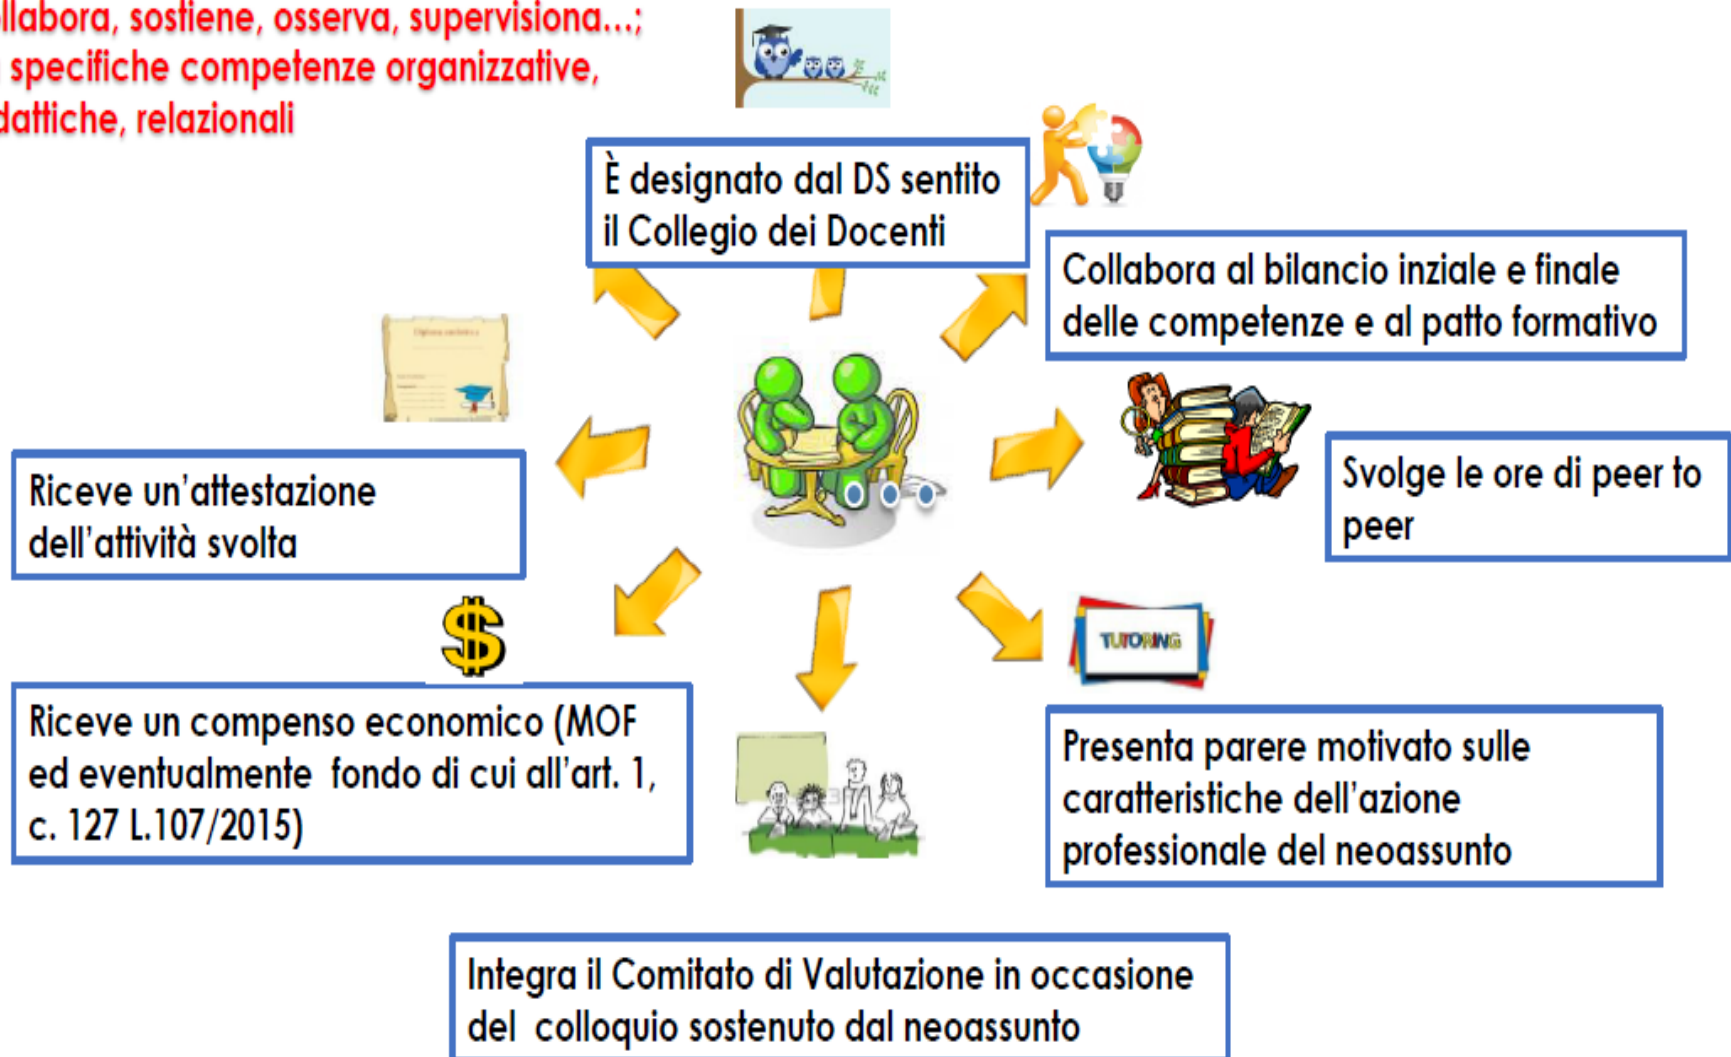 llabora, sostiene, osserva, supervisiona...;
specifiche competenze organizzative,
dattiche, relazionali
È designato dal DS sentito
il Collegio dei Docenti
Collabora al bilancio inziale e finale
delle competenze e al patto formativo
Svolge le ore di peer to
peer
Riceve un'attestazione
dell'attività svolta
TUTORING
Riceve un compenso economico (MOF
ed eventualmente fondo di cui all'art. 1,
c. 127 L.107/2015)
Presenta parere motivato sulle
caratteristiche dell'azione
professionale del neoassunto
Integra il Comitato di Valutazione in occasione
del colloquio sostenuto dal neoassunto